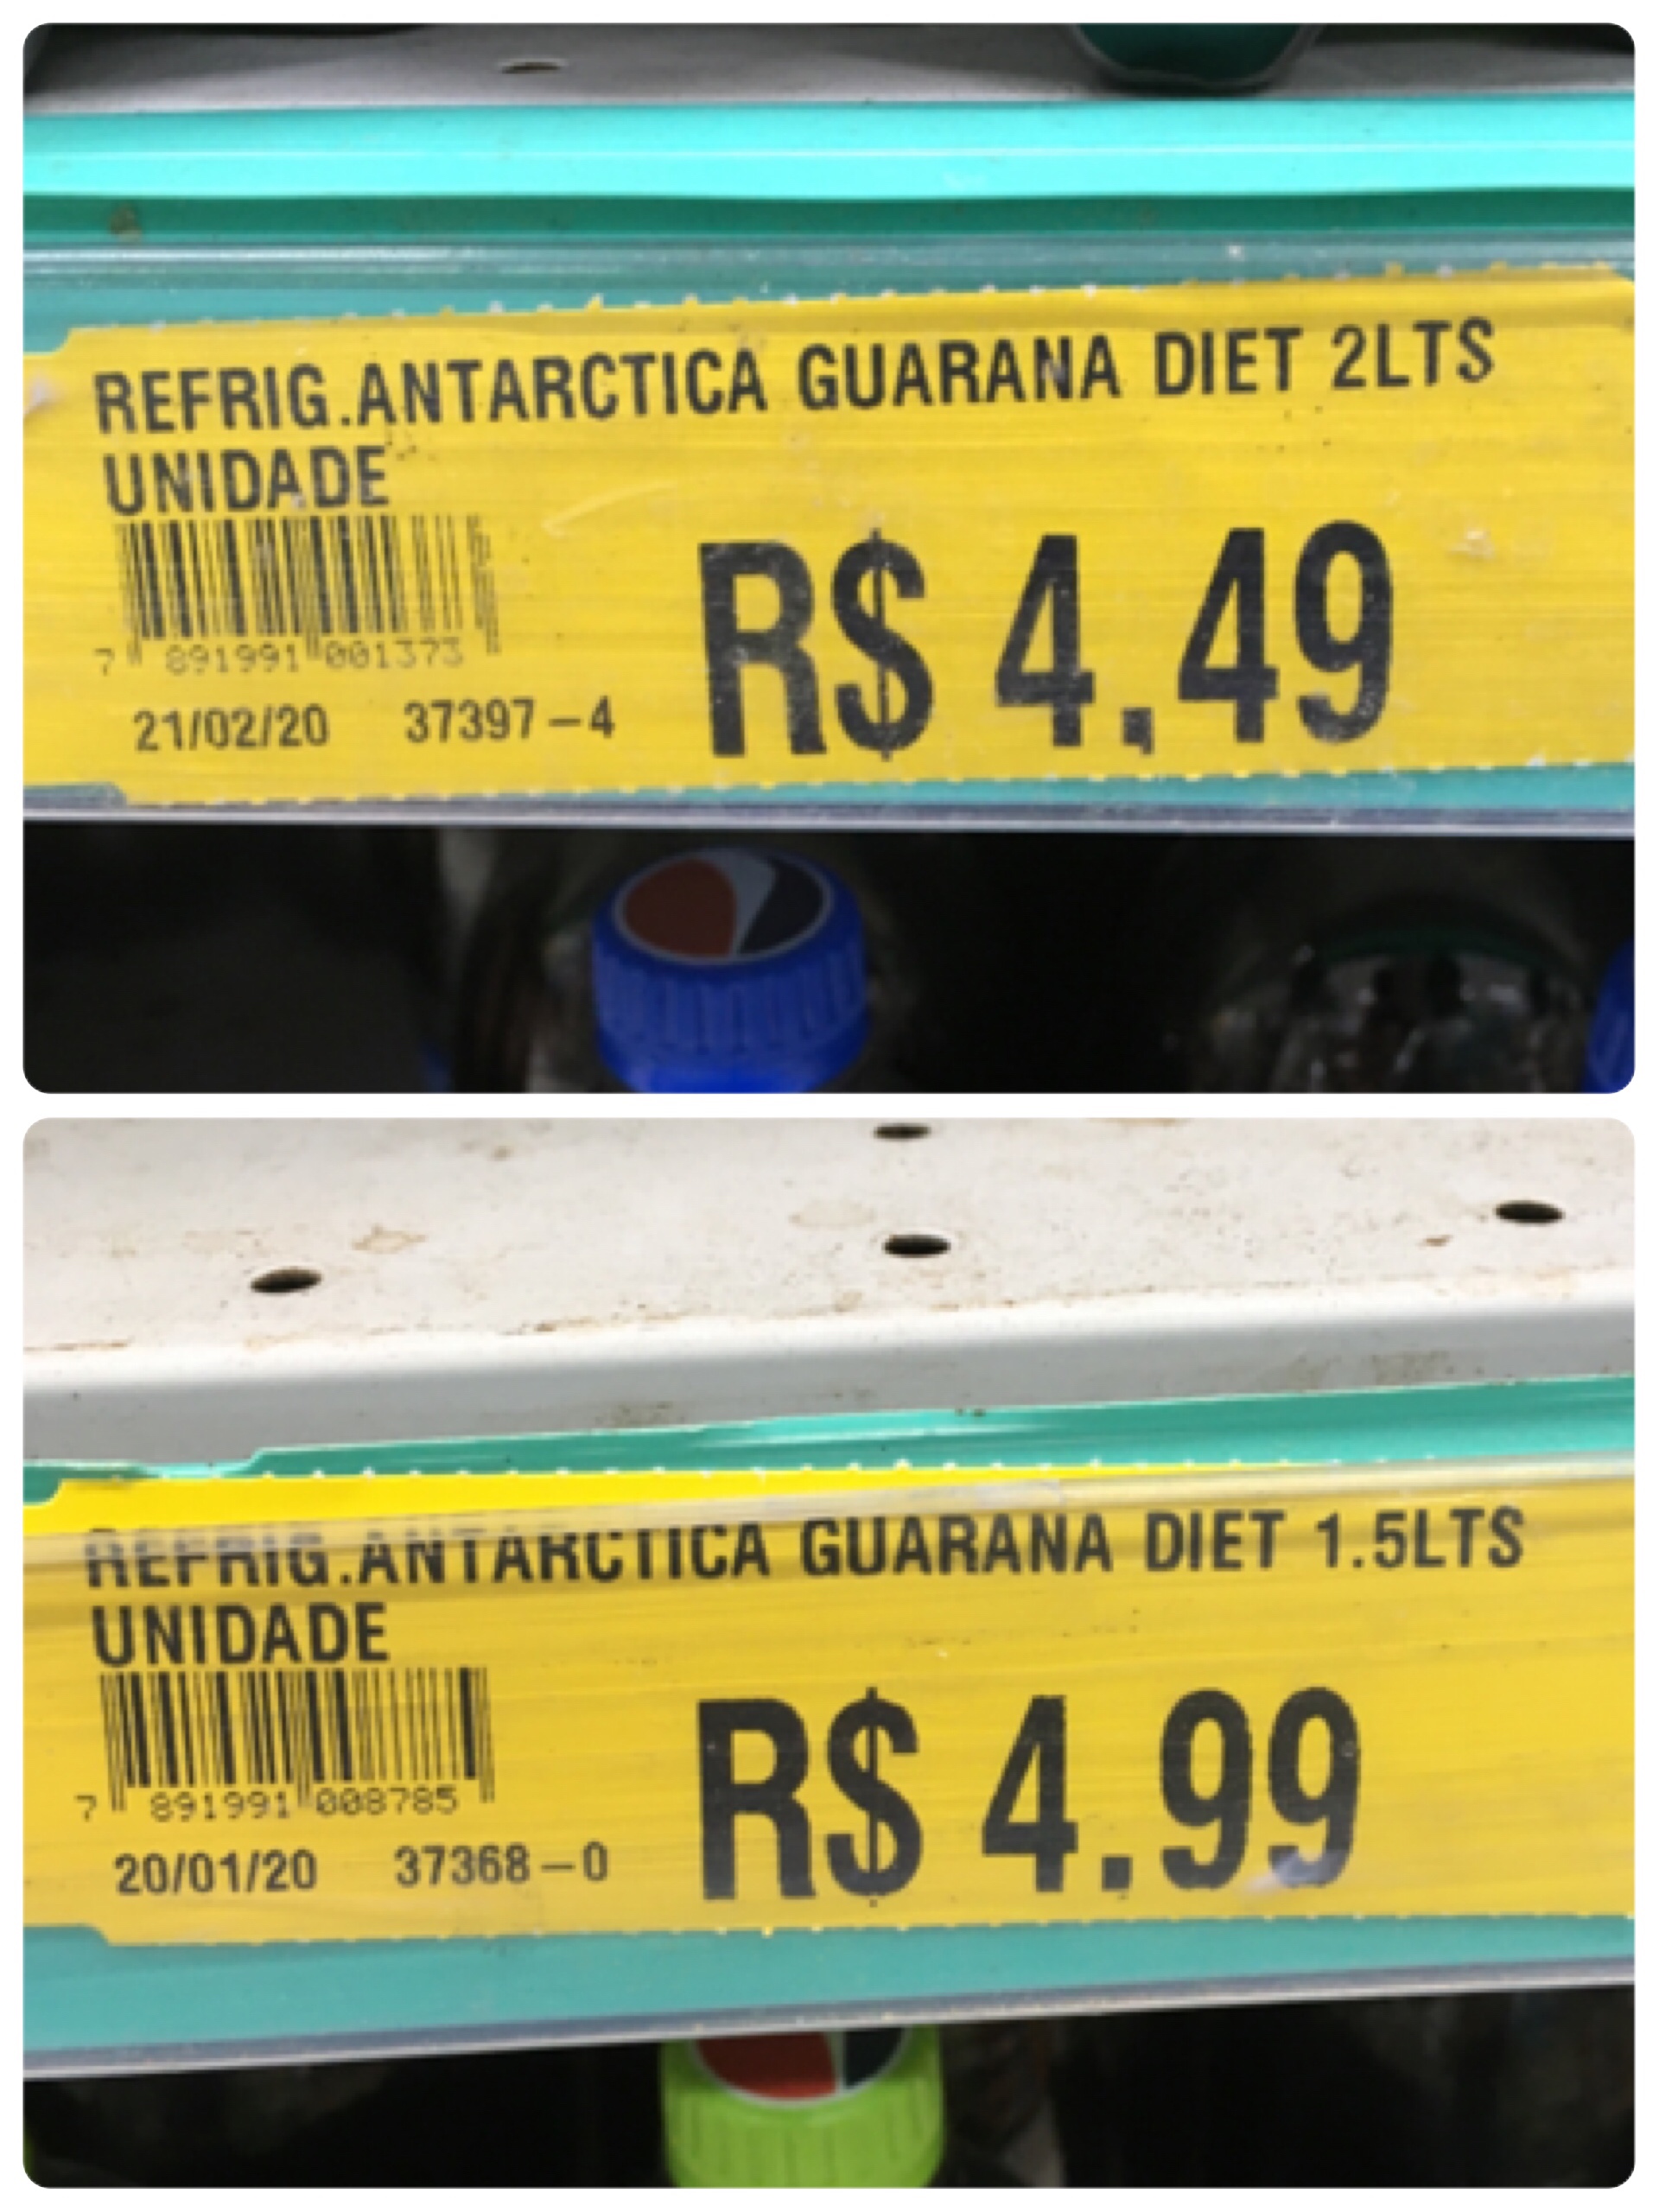 REFRIG.ANTARCTICA GUARANA DIET 2LTS
UNIDADE
7 891991 001373
21/02/20 37397-4
R$ 4.49
REFRIG.ANTARCTICA GUARANA DIET 1.5LTS
UNIDADE
7 891991 008785
20/01/20 37368-0
R$ 4.99